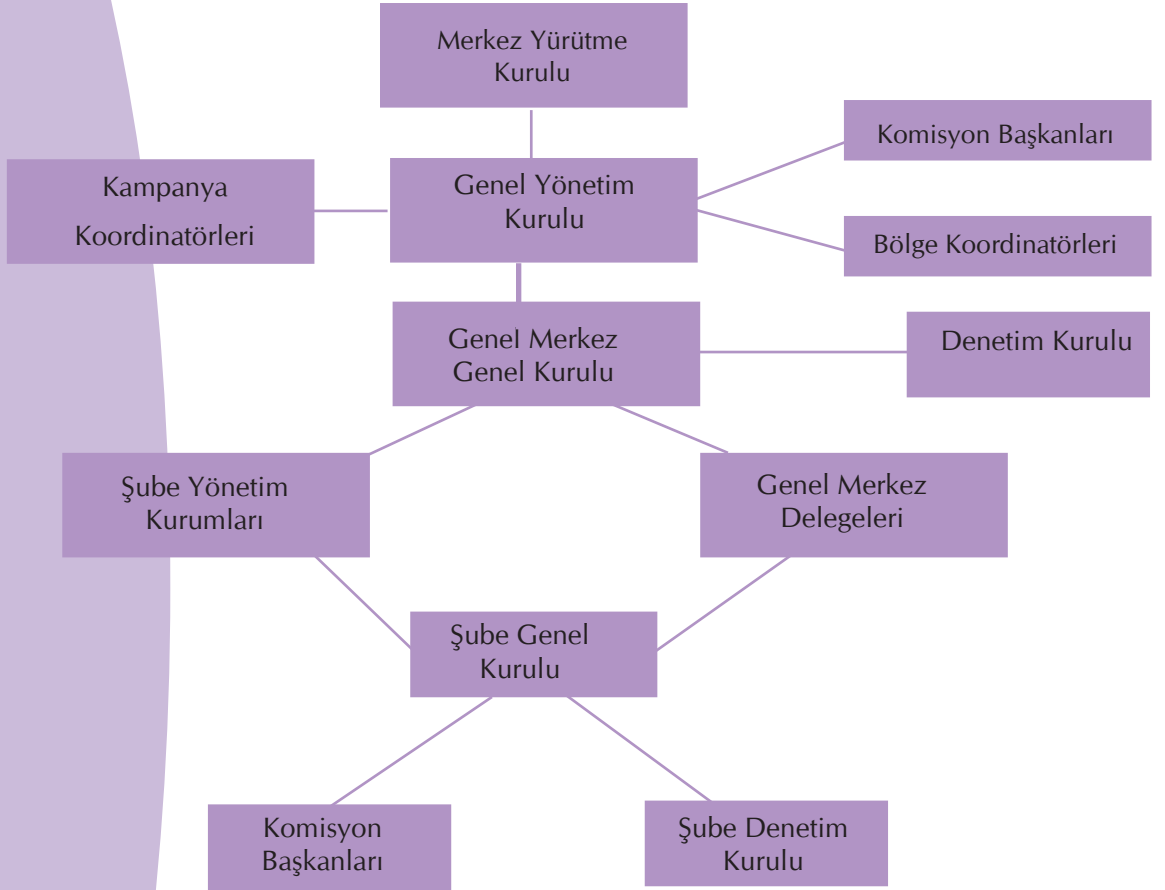 Merkez Yürütme
Kurulu
Komisyon Başkanları
Kampanya
Koordinatörleri
Genel Yönetim
Kurulu
Bölge Koordinatörleri
Genel Merkez
Genel Kurulu
Denetim Kurulu
Şube Yönetim
Kurumları
Genel Merkez
Delegeleri
Şube Genel
Kurulu
Komisyon
Başkanları
Şube Denetim
Kurulu